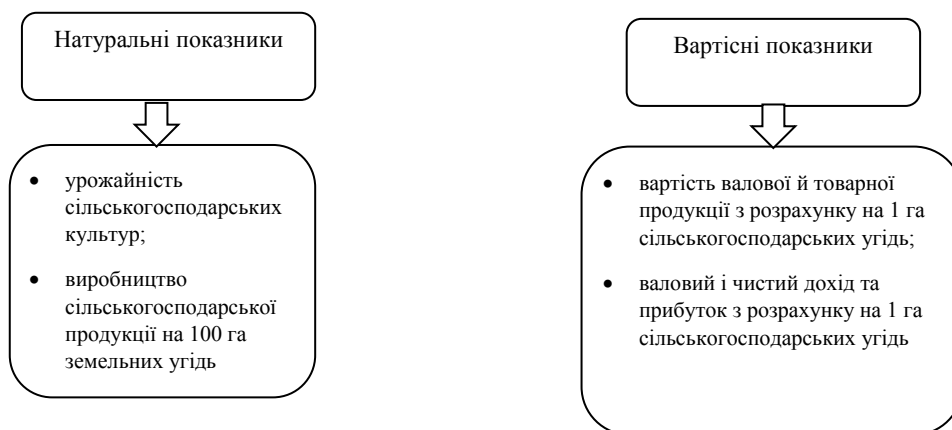 Натуральні показники
• урожайність
сільськогосподарських
культур;
• виробництво
сільськогосподарської
продукції на 100 га
земельних угідь
Вартісні показники
• вартість валової й товарної
продукції з розрахунку на 1 га
сільськогосподарських угідь;
• валовий і чистий дохід та
прибуток з розрахунку на 1 га
сільськогосподарських угідь